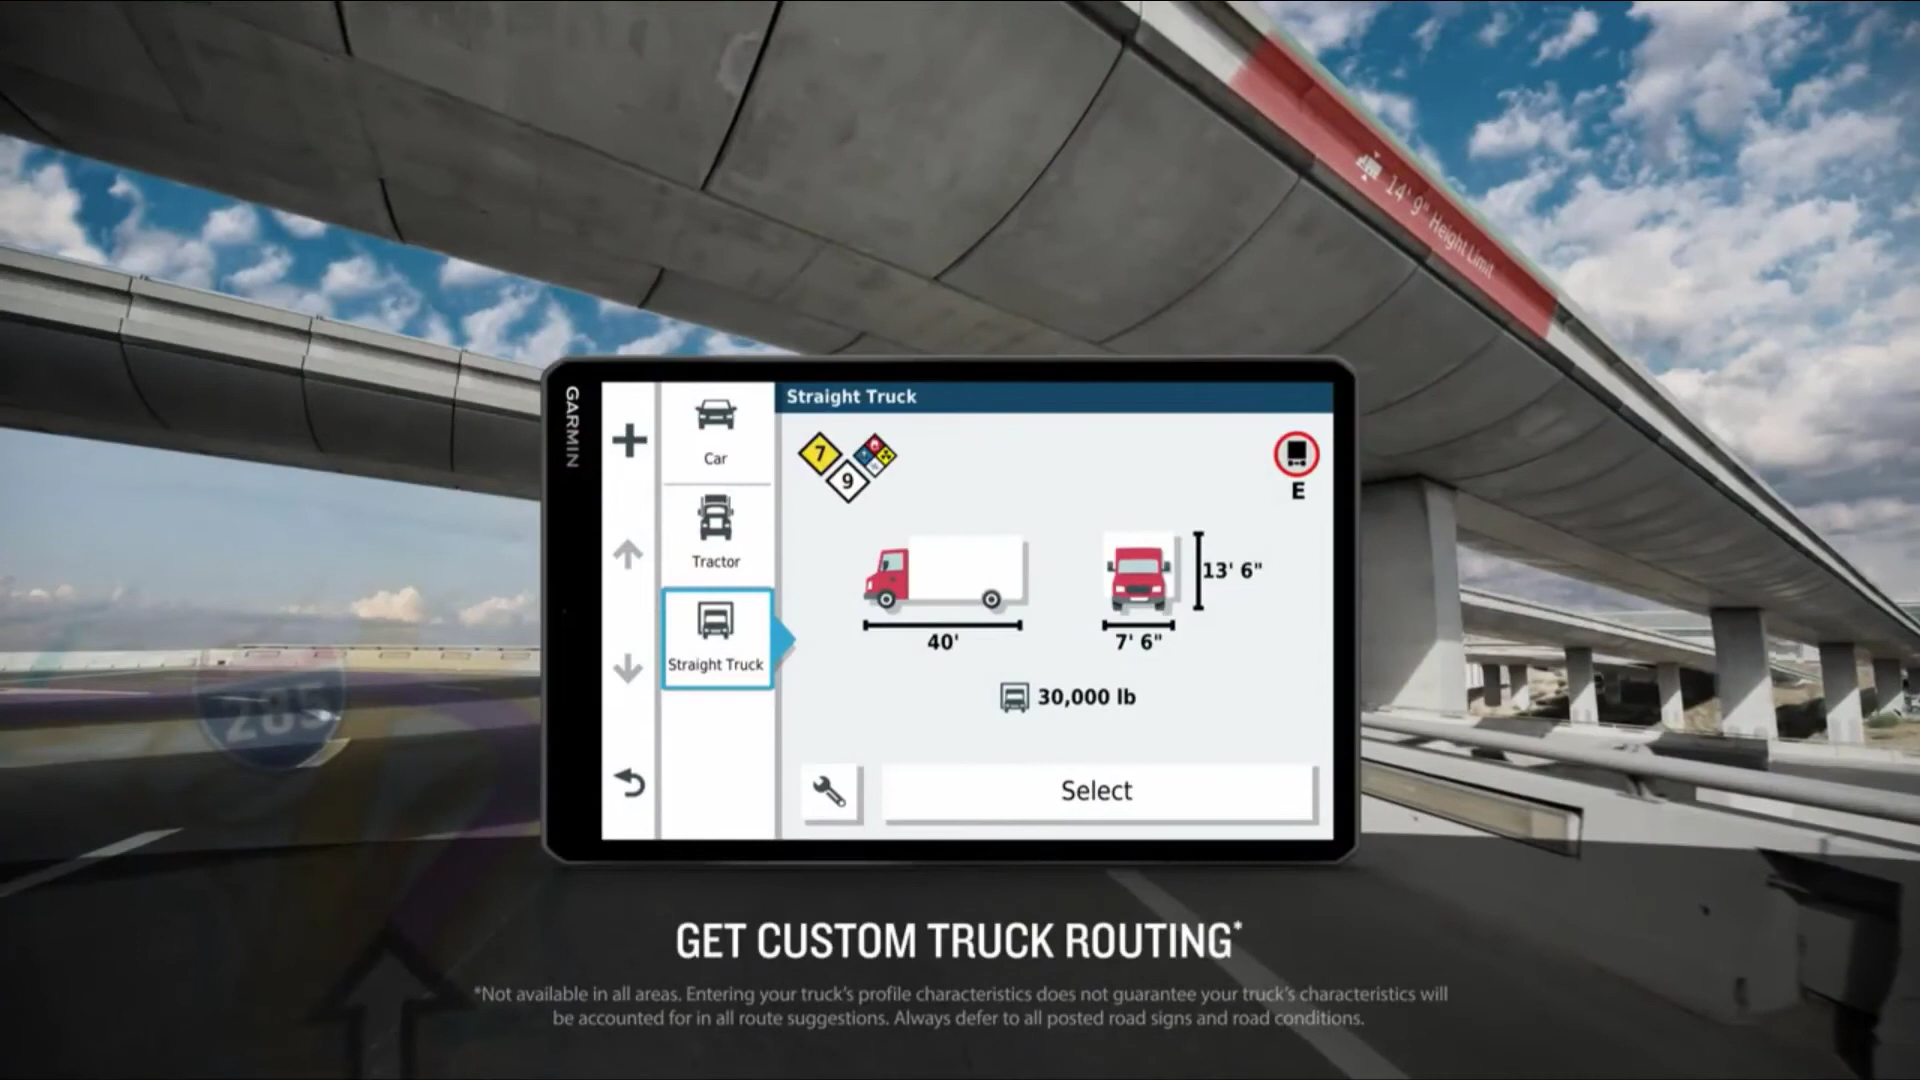 14' 9" Height Limit
GARMIN
Straight Truck
Car
Tractor
Straight Truck
7
9
E
13' 6"
40'
7' 6"
30,000 lb
Select
285
GET CUSTOM TRUCK ROUTING*
*Not available in all areas. Entering your truck's profile characteristics does not guarantee your truck's characteristics will
be accounted for in all route suggestions. Always defer to all posted road signs and road conditions.